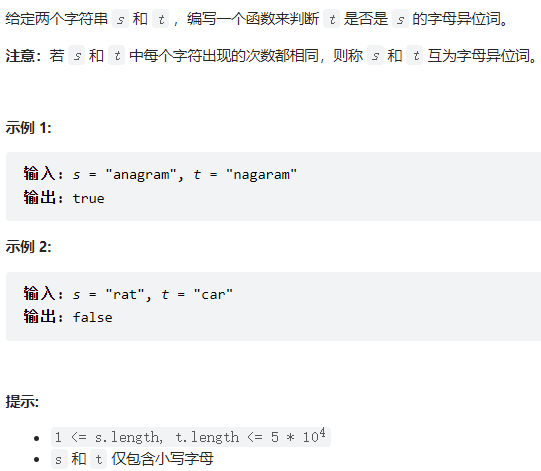 给定两个字符串 s 和 t ，编写一个函数来判断 t 是否是 s 的字母异位词。
注意：若 s 和 t 中每个字符出现的次数都相同，则称 s 和 t 互为字母异位词。
示例 1:
输入: s = "anagram", t = "nagaram"
输出: true
示例 2:
输入: s = "rat", t = "car"
输出: false
提示:
• 1 <= s.length, t.length <= 5 * 10⁴
• s 和 t 仅包含小写字母